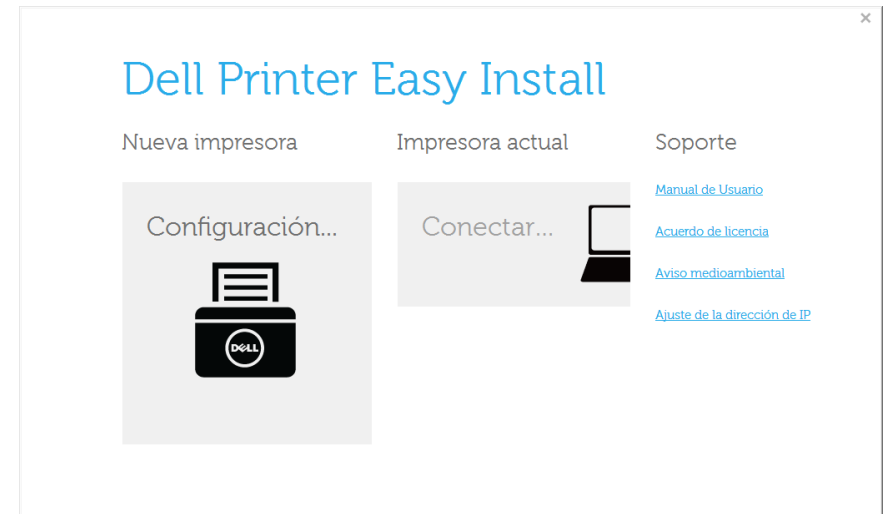 ×
Dell Printer Easy Install
Nueva impresora
Configuración...
DELL
Impresora actual
Conectar...
Soporte
Manual de Usuario
Acuerdo de licencia
Aviso medioambiental
Ajuste de la dirección de IP